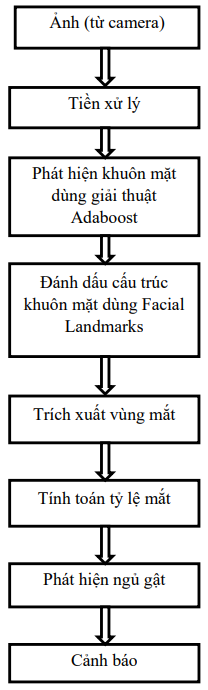 Ảnh (từ camera)
Tiền xử lý
Phát hiện khuôn mặt
dùng giải thuật
Adaboost
Đánh dấu cấu trúc
khuôn mặt dùng Facial
Landmarks
Trích xuất vùng mắt
Tính toán tỷ lệ mắt
Phát hiện ngủ gật
Cảnh báo